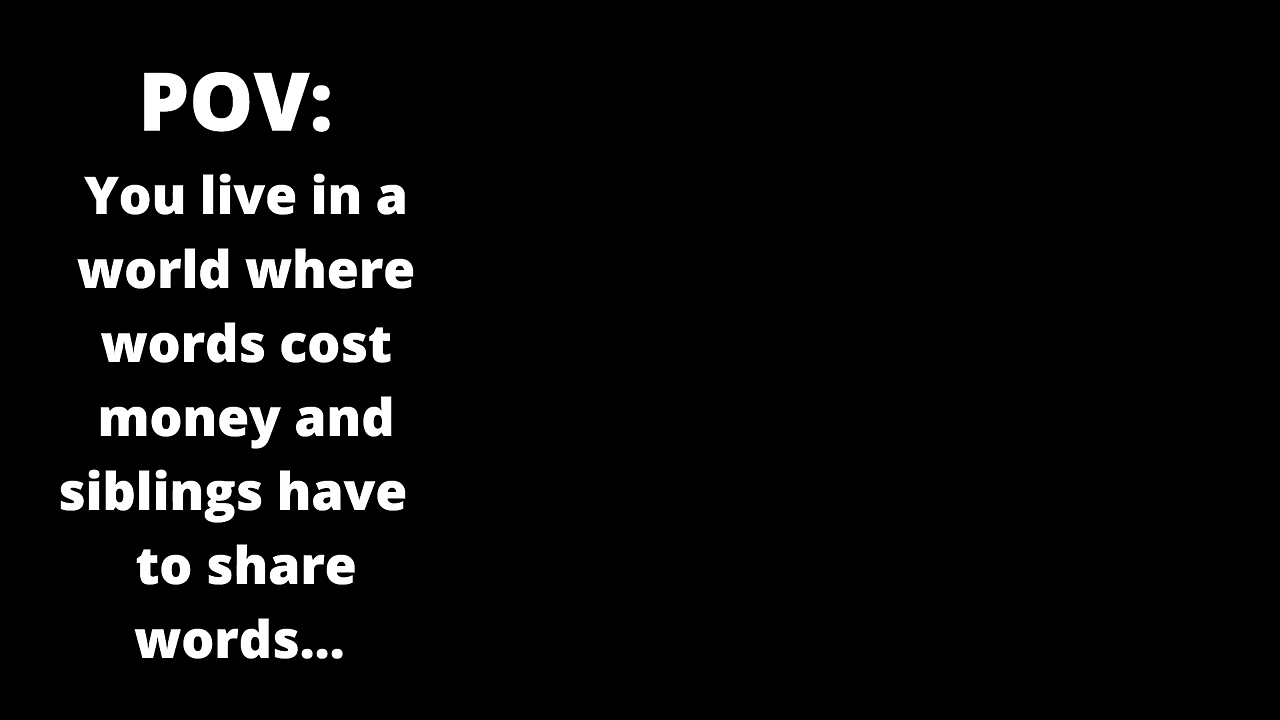 POV:
You live in a
world where
words cost
money and
siblings have
to share
words...